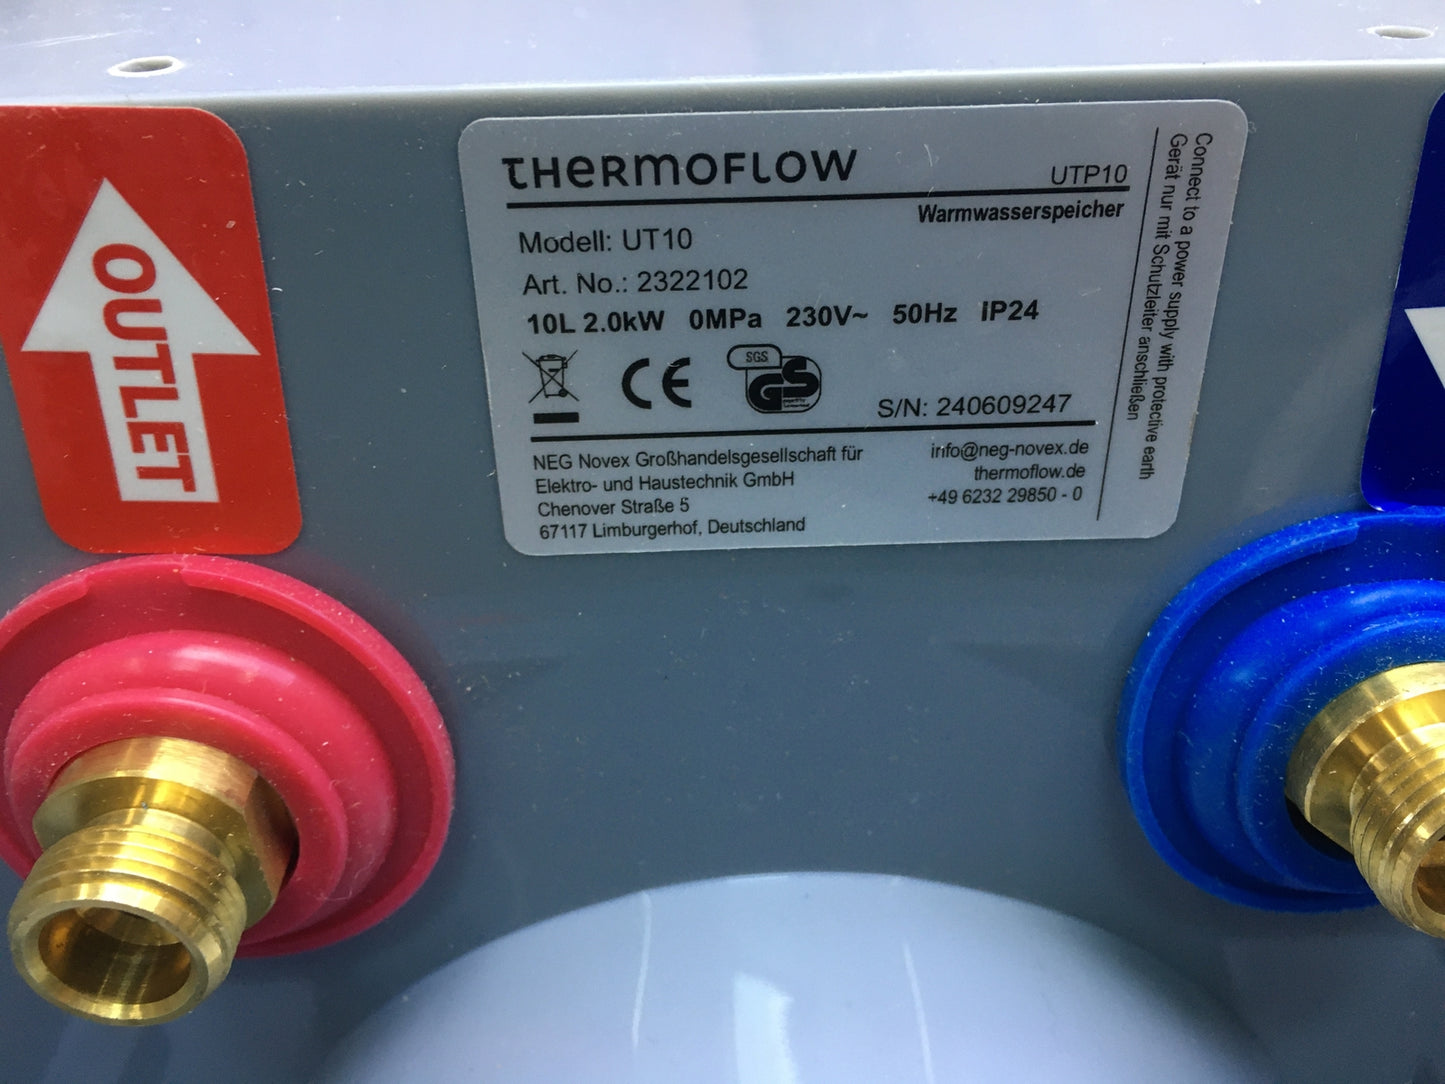 OUTLET
THERMOFLOW
UTP10
Warmwasserspeicher
Modell: UT10
Art. No.: 2322102
10L 2.0kW 0MPa 230V~ 50Hz IP24
CE
SGS
GS
S/N: 240609247
NEG Novex Großhandelsgesellschaft für
Elektro- und Haustechnik GmbH
Chenover Straße 5
67117 Limburgerhof, Deutschland
info@neg-novex.de
thermoflow.de
+49 6232 29850 - 0
Connect to a power supply with protective earth
Gerät nur mit Schutzleiter anschließen